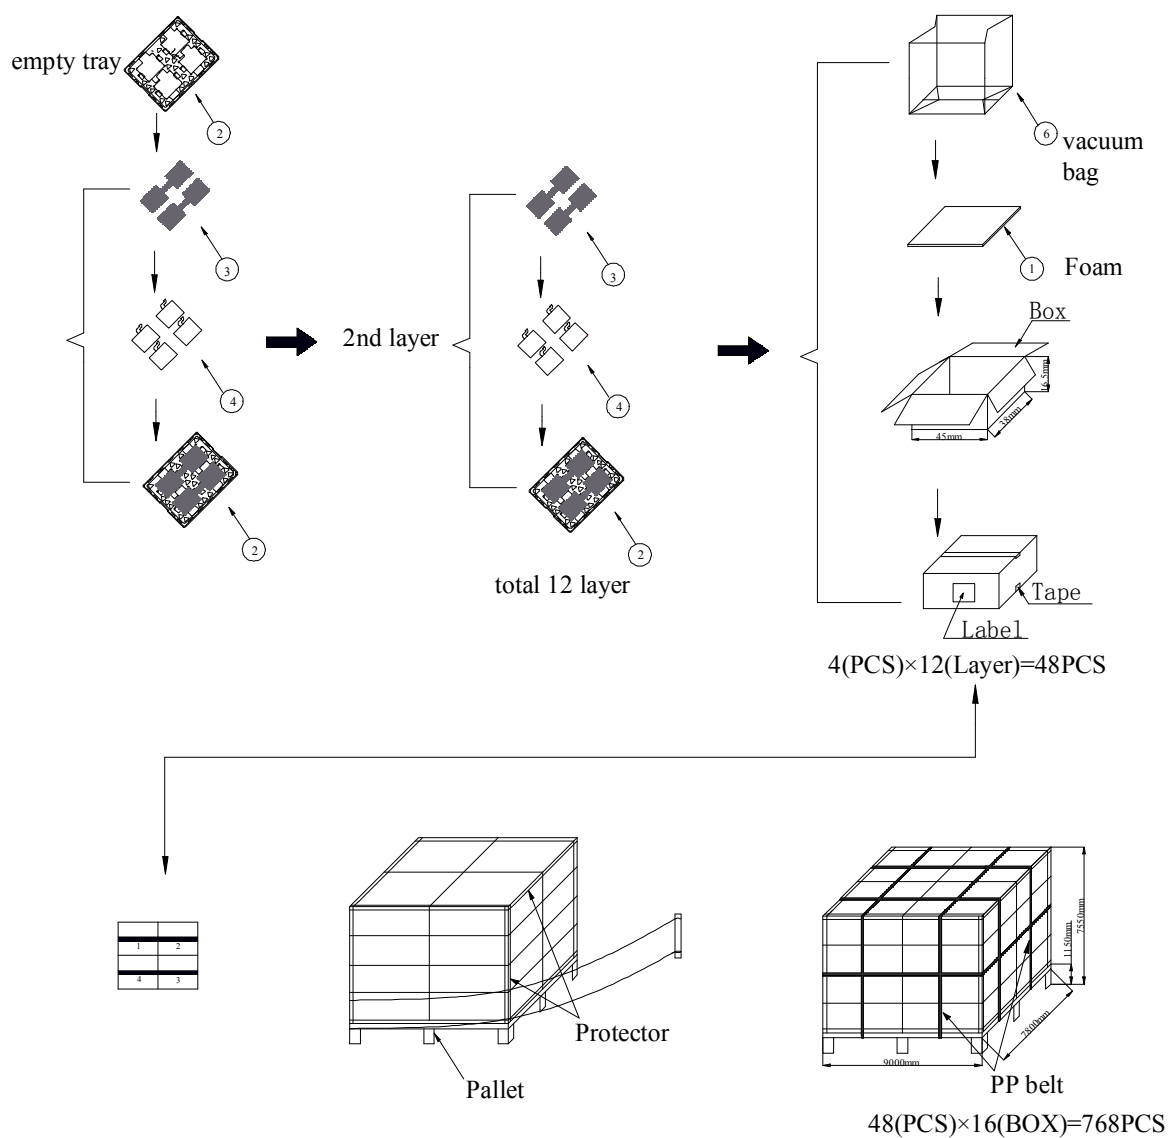 empty tray
2
3
4
2
2nd layer
3
4
2
total 12 layer
6
vacuum
bag
1
Foam
Box
16.5mm
38mm
45mm
Tape
Label
4(PCS)×12(Layer)=48PCS
1
2
4
3
Protector
Pallet
7550mm
1150mm
7800mm
9000mm
PP belt
48(PCS)×16(BOX)=768PCS